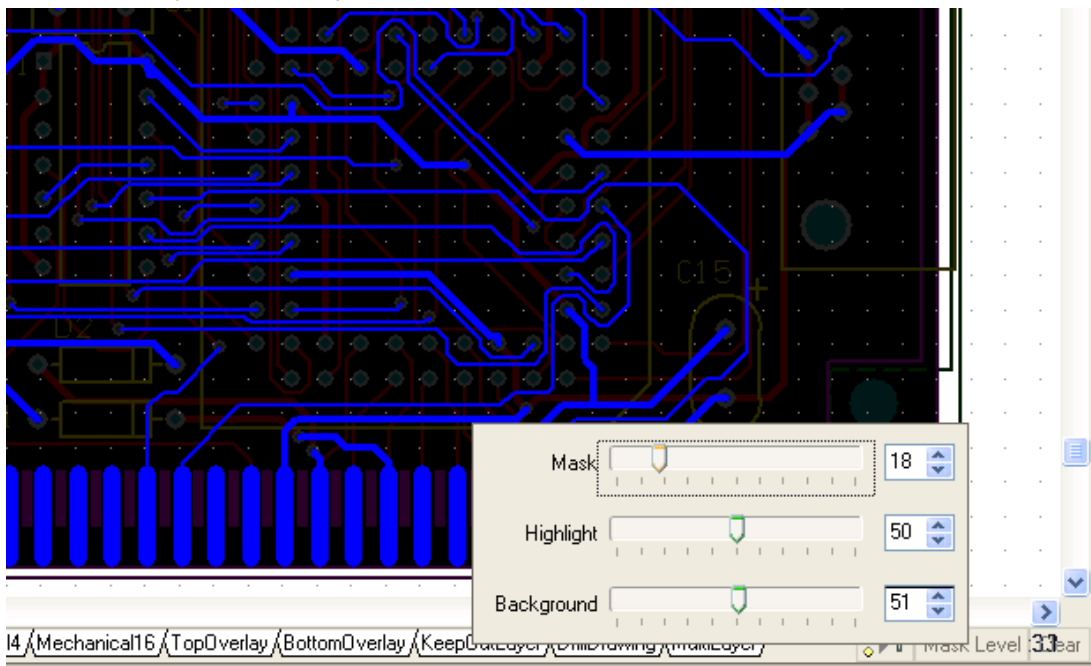 C15
D2
Mask 18
Highlight 50
Background 51
Mechanical16 TopOverlay BottomOverlay
Mask Level